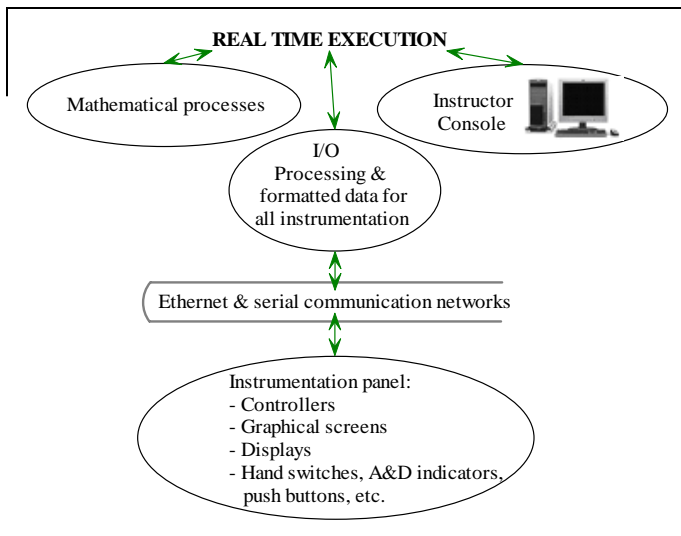 REAL TIME EXECUTION
Mathematical processes
Instructor
Console
I/O
Processing &
formatted data for
all instrumentation
Ethernet & serial communication networks
Instrumentation panel:
- Controllers
- Graphical screens
- Displays
- Hand switches, A&D indicators,
push buttons, etc.